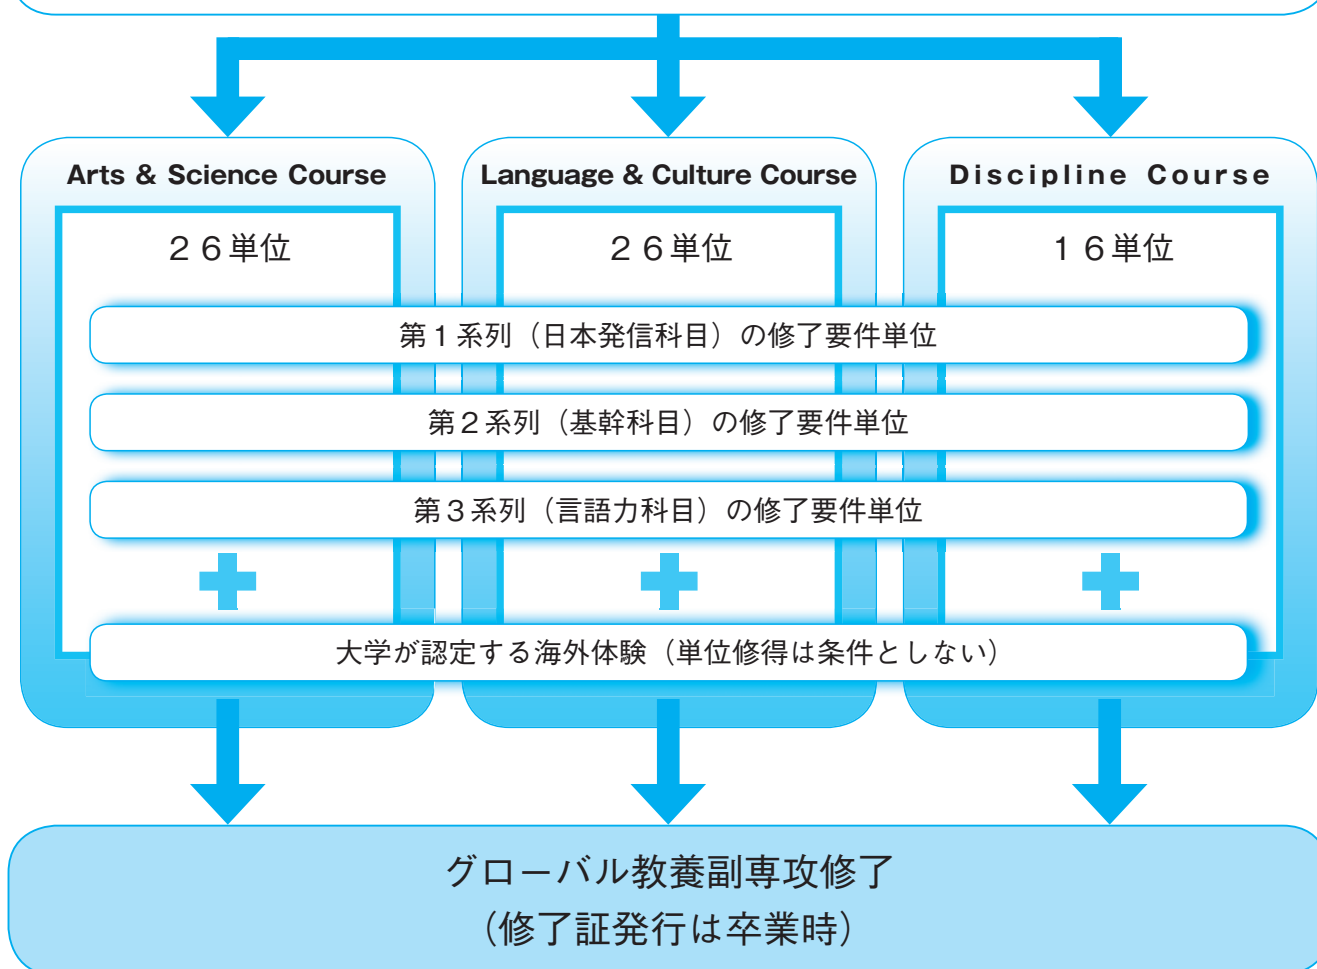 Arts & Science Course
Language & Culture Course
Discipline Course
２６単位
２６単位
１６単位
第１系列（日本発信科目）の修了要件単位
第２系列（基幹科目）の修了要件単位
第３系列（言語力科目）の修了要件単位
大学が認定する海外体験（単位修得は条件としない）
グローバル教養副専攻修了
（修了証発行は卒業時）